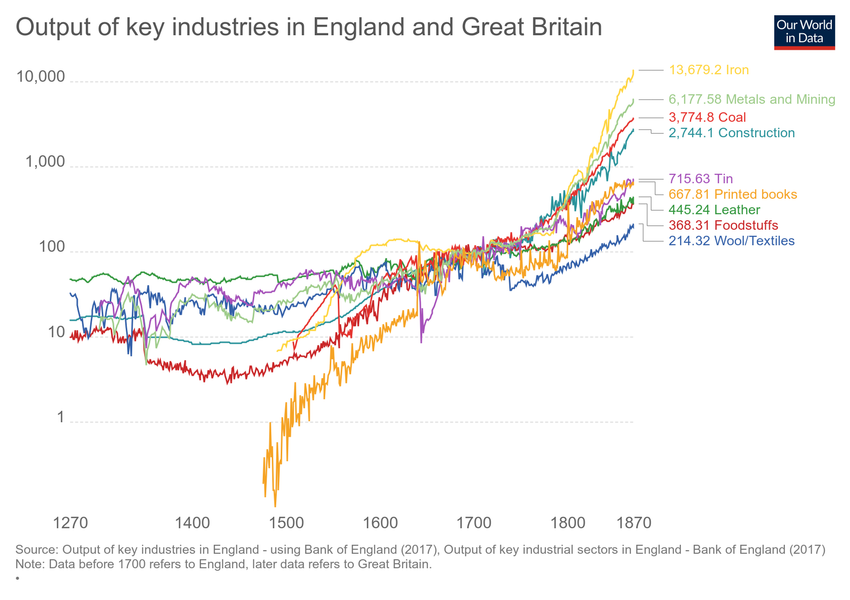 Output of key industries in England and Great Britain
Our World
in Data
10,000
1,000
100
10
1
13,679.2 Iron
6,177.58 Metals and Mining
3,774.8 Coal
2,744.1 Construction
715.63 Tin
667.81 Printed books
445.24 Leather
368.31 Foodstuffs
214.32 Wool/Textiles
1270 1400 1500 1600 1700 1800 1870
Source: Output of key industries in England - using Bank of England (2017), Output of key industrial sectors in England - Bank of England (2017)
Note: Data before 1700 refers to England, later data refers to Great Britain.
•